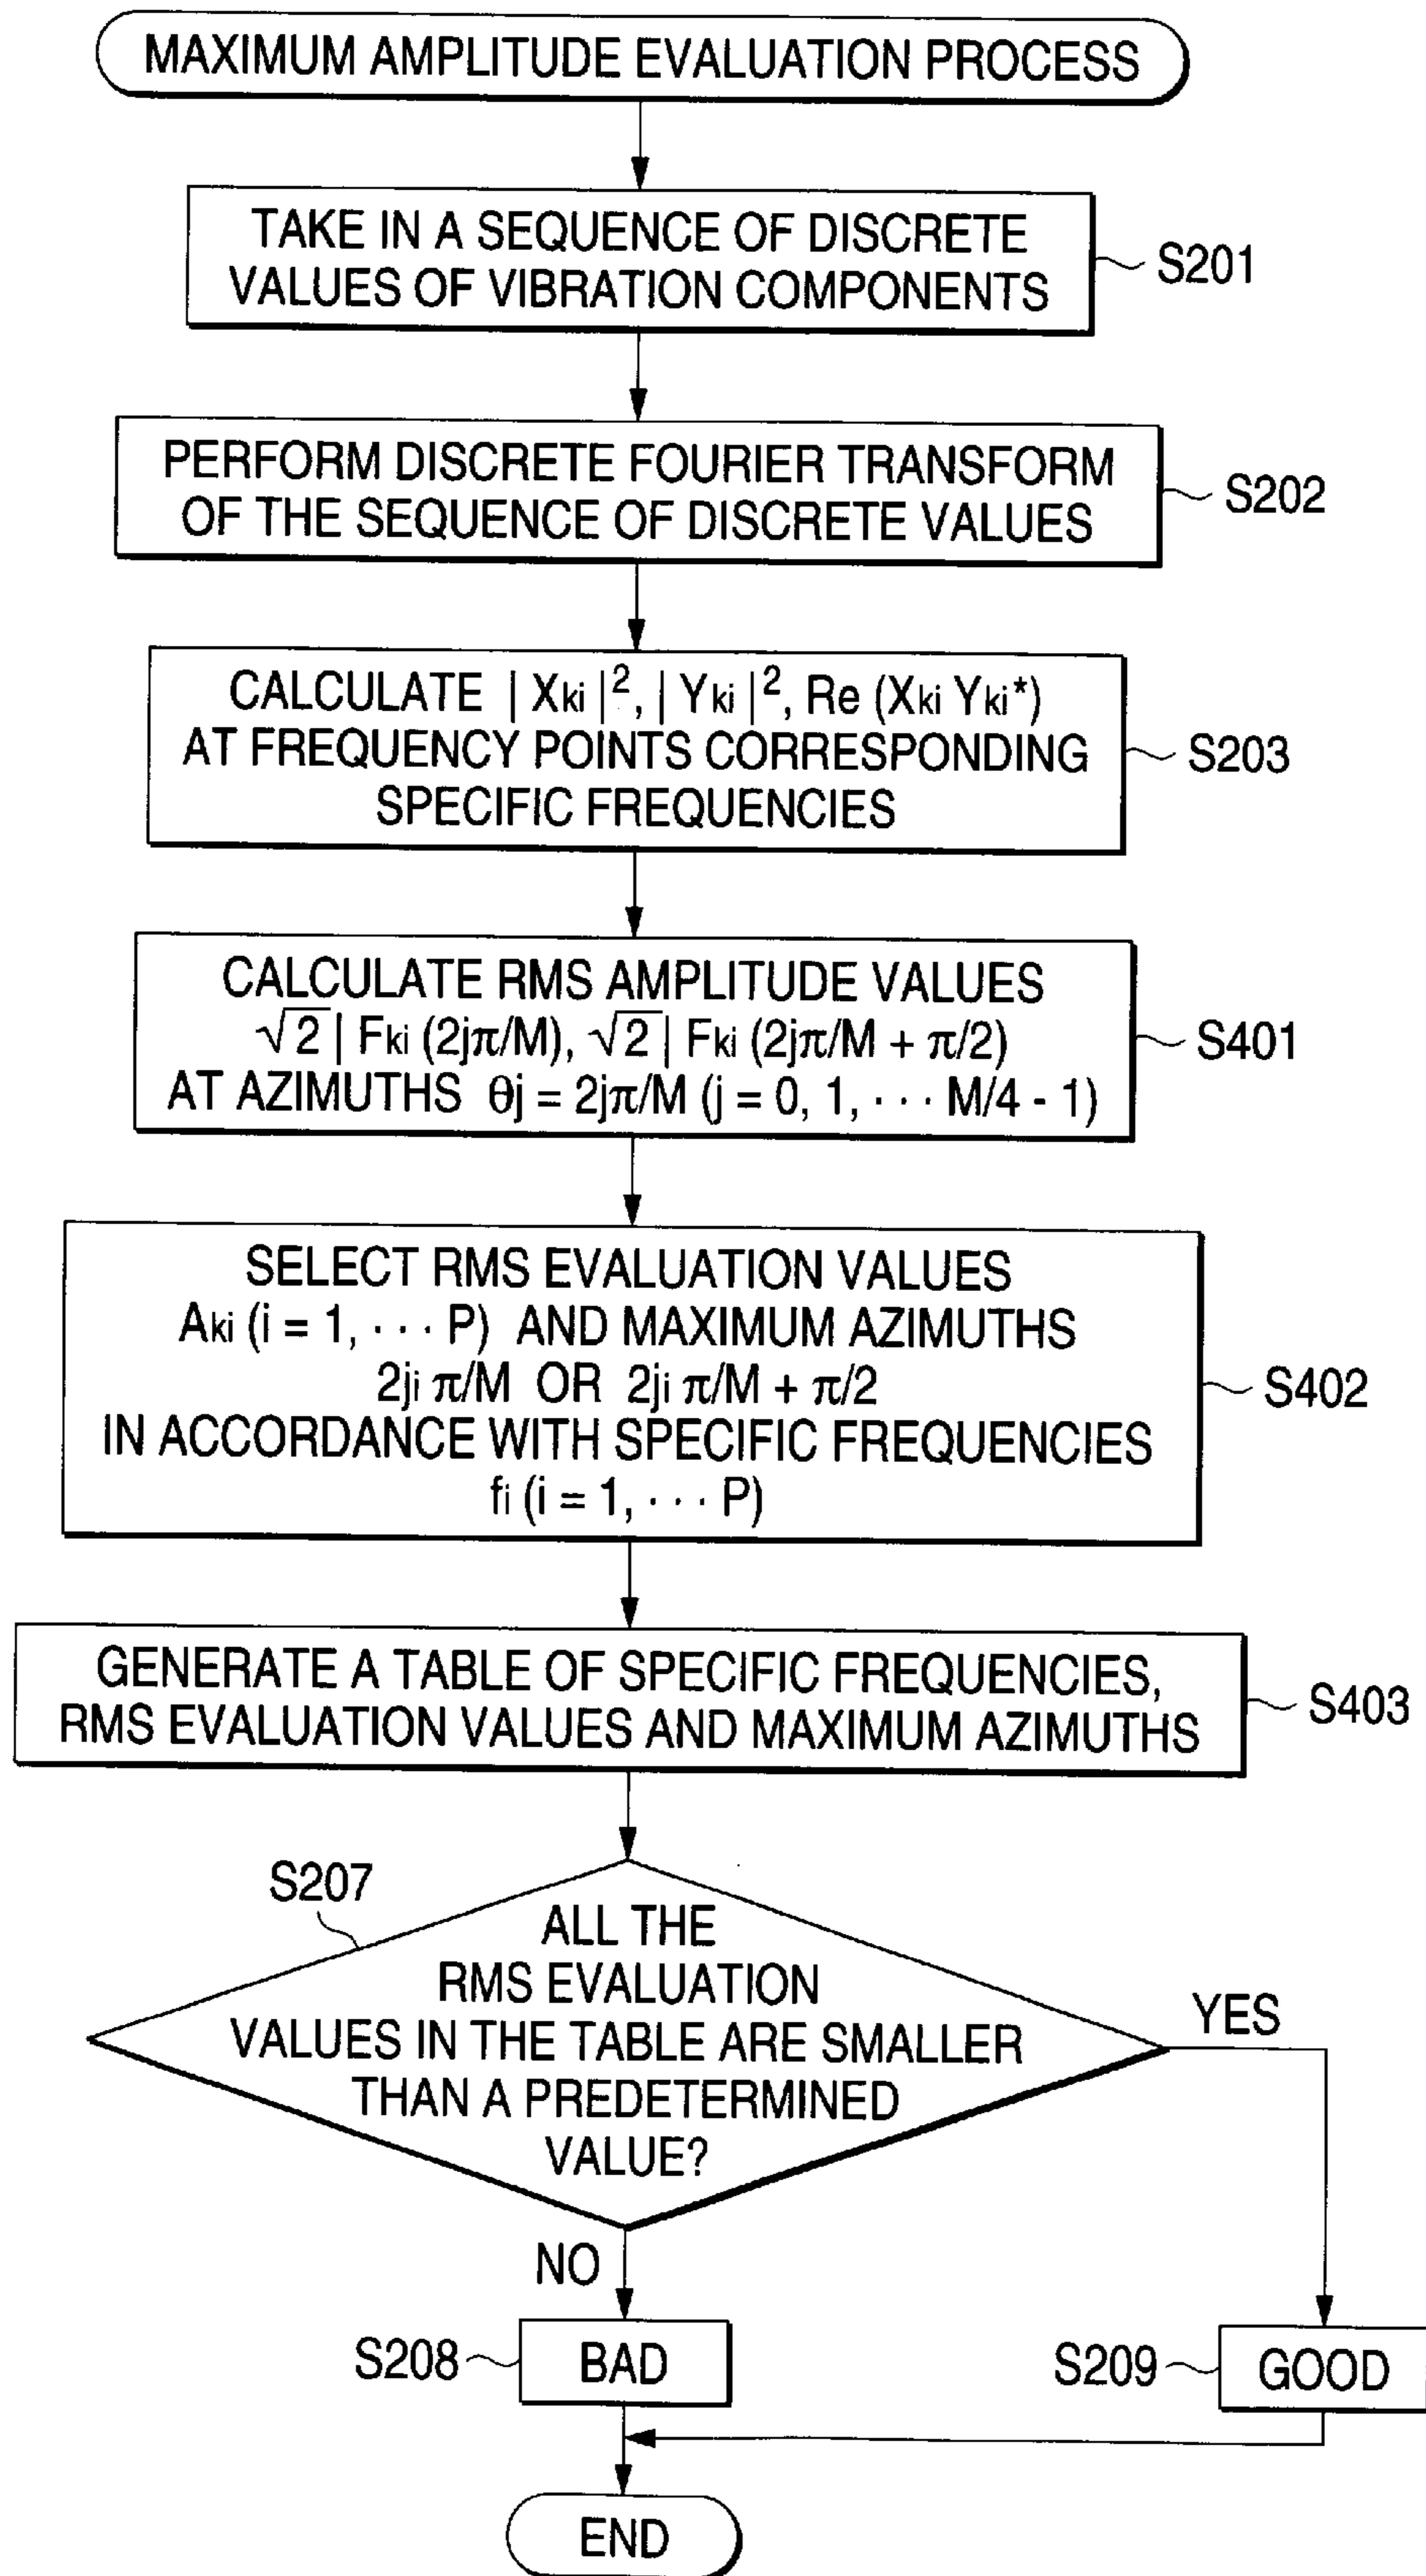 MAXIMUM AMPLITUDE EVALUATION PROCESS
TAKE IN A SEQUENCE OF DISCRETE
VALUES OF VIBRATION COMPONENTS
S201
PERFORM DISCRETE FOURIER TRANSFORM
OF THE SEQUENCE OF DISCRETE VALUES
S202
CALCULATE | Xki |², | Yki |², Re (Xki Yki*)
AT FREQUENCY POINTS CORRESPONDING
SPECIFIC FREQUENCIES
S203
CALCULATE RMS AMPLITUDE VALUES
√2 | Fki (2jπ/M), √2 | Fki (2jπ/M + π/2)
AT AZIMUTHS θj = 2jπ/M (j = 0, 1, ··· M/4 - 1)
S401
SELECT RMS EVALUATION VALUES
Aki (i = 1, ··· P) AND MAXIMUM AZIMUTHS
2ji π/M OR 2ji π/M + π/2
IN ACCORDANCE WITH SPECIFIC FREQUENCIES
fi (i = 1, ··· P)
S402
GENERATE A TABLE OF SPECIFIC FREQUENCIES,
RMS EVALUATION VALUES AND MAXIMUM AZIMUTHS
S403
S207
ALL THE
RMS EVALUATION
VALUES IN THE TABLE ARE SMALLER
THAN A PREDETERMINED
VALUE?
YES
NO
S208
BAD
S209
GOOD
END